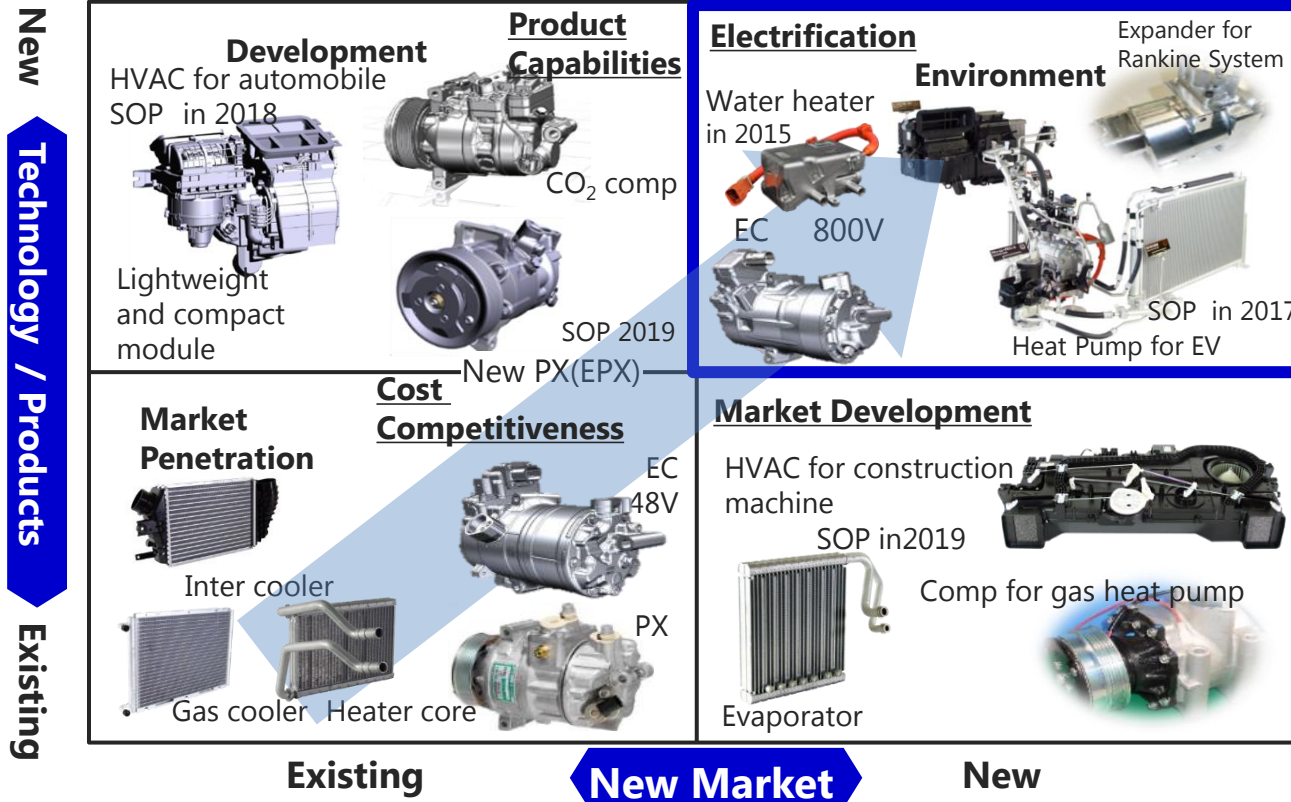 New
Technology / Products
Existing
Product
Development
Capabilities
HVAC for automobile
SOP in 2018
CO₂ comp
Lightweight
and compact
module
SOP 2019
New PX(EPX)
Electrification
Expander for
Rankine System
Environment
Water heater
in 2015
EC 800V
SOP in 2017
Heat Pump for EV
Cost
Competitiveness
Market
Penetration
EC
48V
Inter cooler
PX
Gas cooler
Heater core
Market Development
HVAC for construction
machine
SOP in2019
Comp for gas heat pump
Evaporator
Existing
New Market
New